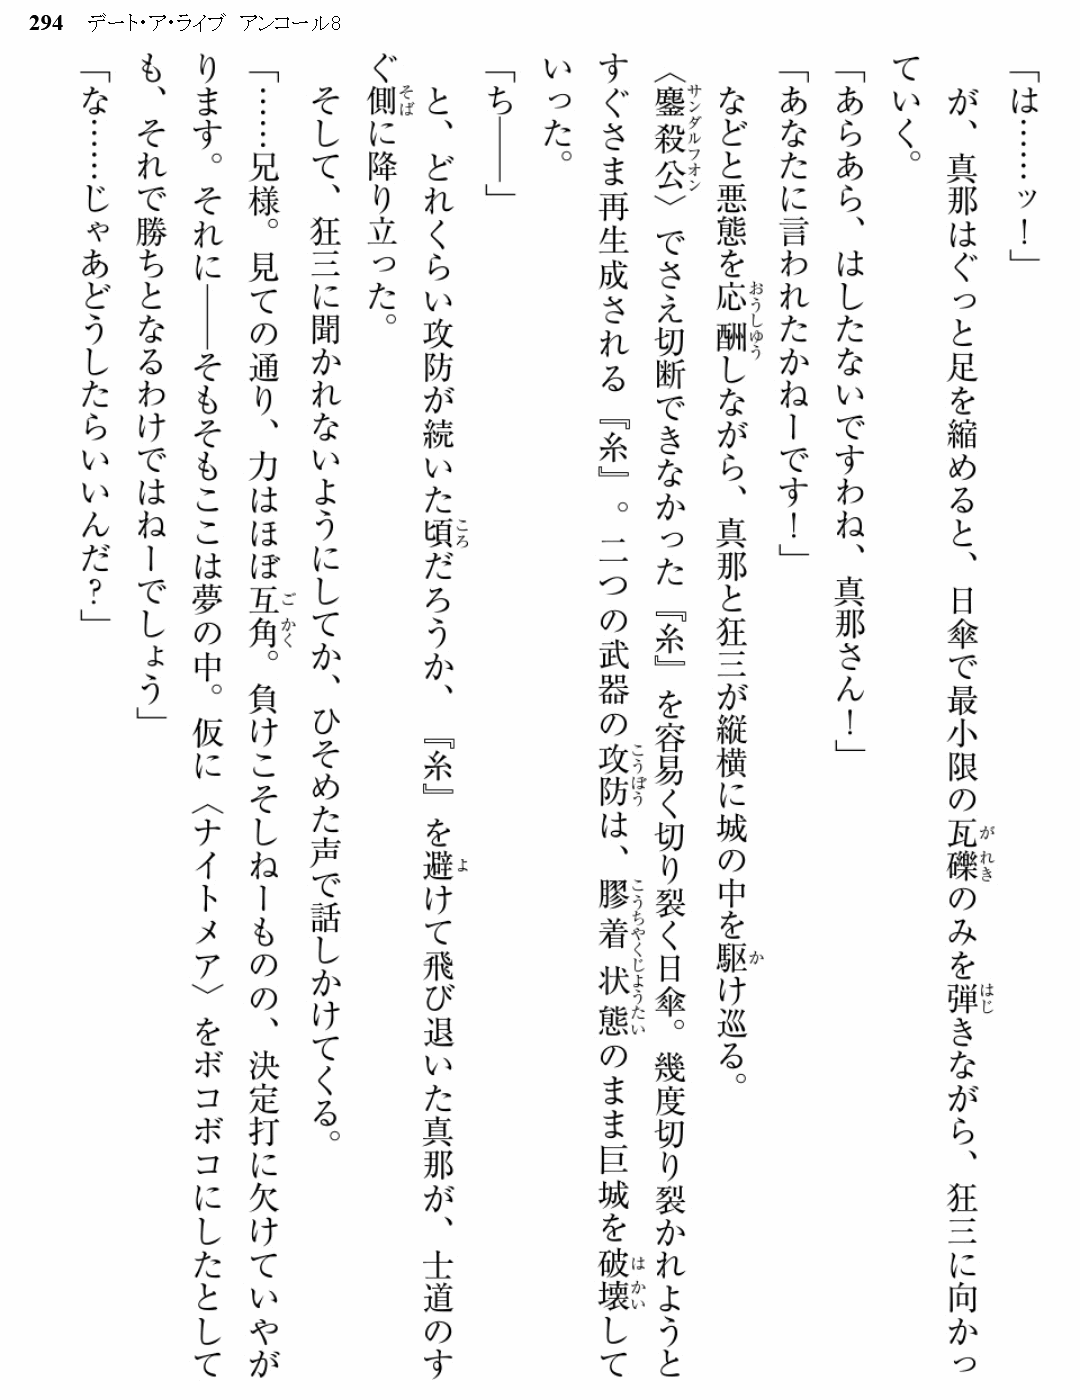 294 デート・ア・ライブ アンコール8
「は……ッ！」
が、真那はぐっと足を縮めると、日傘で最小限の瓦礫のみを弾きながら、狂三に向かっ
ていく。
「あらあら、はしたないですわね、真那さん！」
「あなたに言われたかねーです！」
などと悪態を応酬しながら、真那と狂三が縦横に城の中を駆け巡る。
〈鏖殺公〉でさえ切断できなかった『糸』を容易く切り裂く日傘。幾度切り裂かれようと
すぐさま再生成される『糸』。二つの武器の攻防は、膠着状態のまま巨城を破壊して
いった。
「ち――」
と、どれくらい攻防が続いた頃だろうか、『糸』を避けて飛び退いた真那が、士道のす
ぐ側に降り立った。
そして、狂三に聞かれないようにしてか、ひそめた声で話しかけてくる。
「……兄様。見ての通り、力はほぼ互角。負けこそしねーものの、決定打に欠けていやが
ります。それに――そもそもここは夢の中。仮に〈ナイトメア〉をボコボコにしたとして
も、それで勝ちとなるわけではねーでしょう」
「な……じゃあどうしたらいいんだ？」